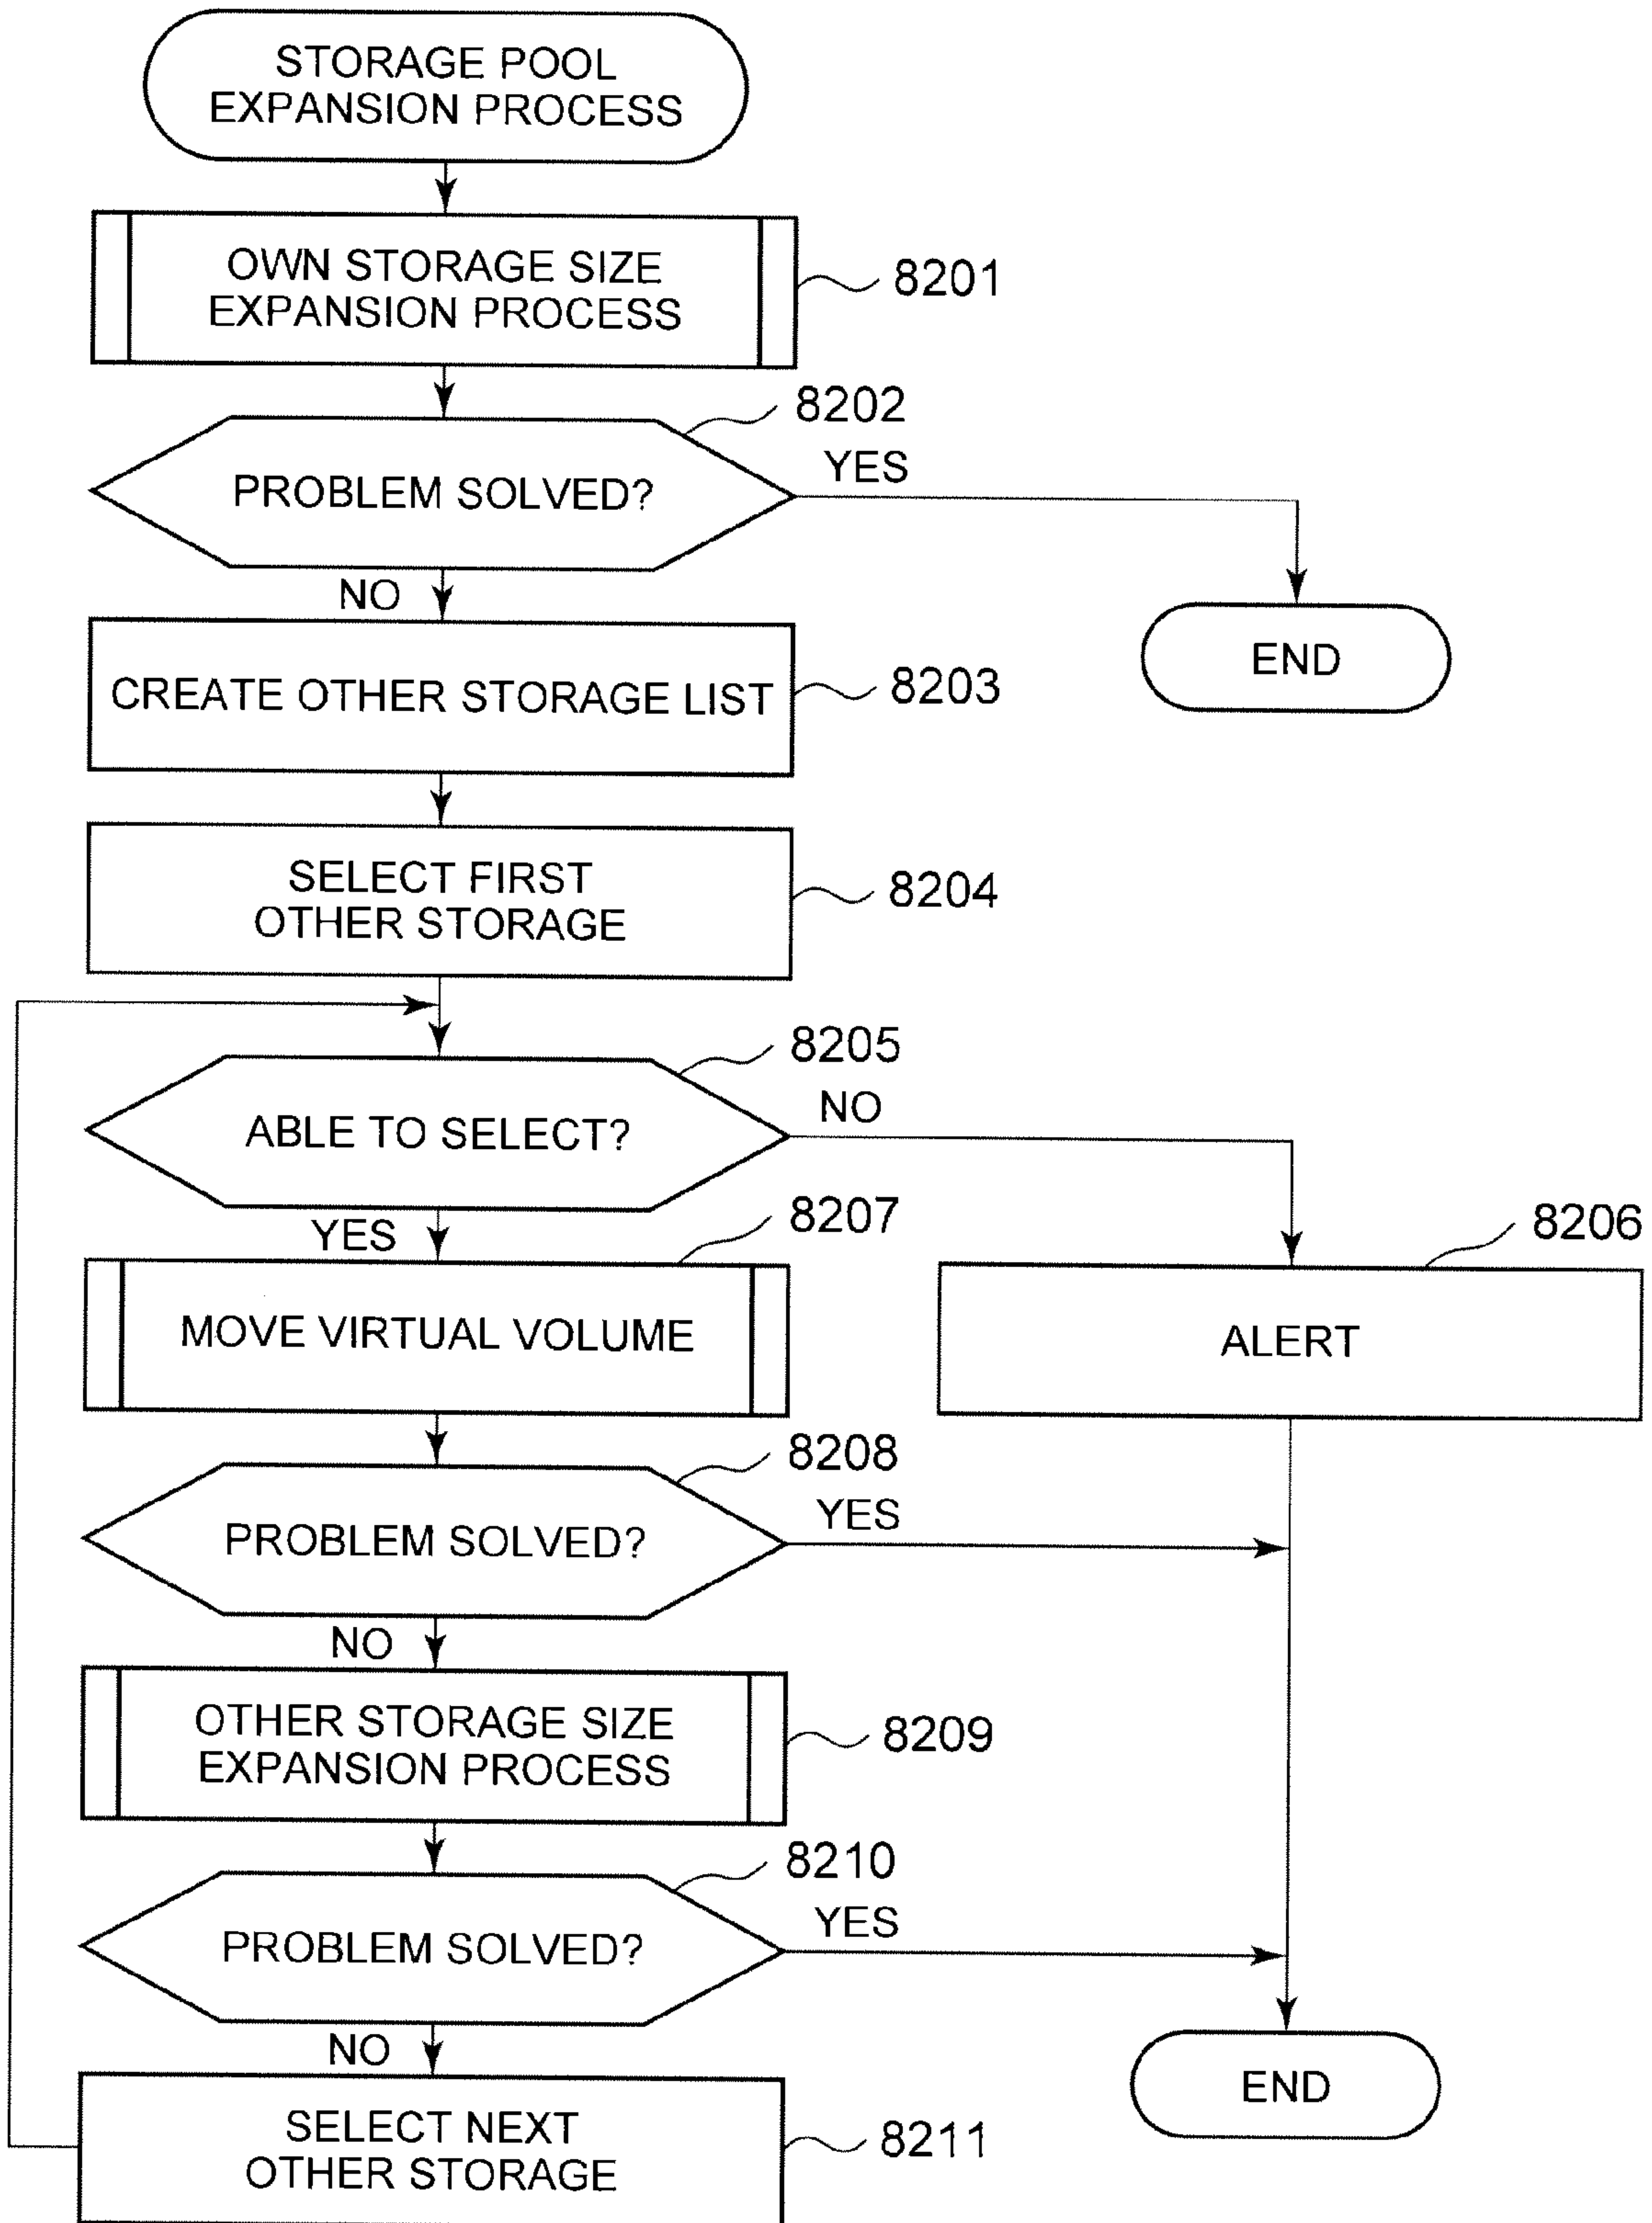 STORAGE POOL
EXPANSION PROCESS
OWN STORAGE SIZE
EXPANSION PROCESS
8201
8202
PROBLEM SOLVED?
YES
NO
END
CREATE OTHER STORAGE LIST
8203
SELECT FIRST
OTHER STORAGE
8204
8205
ABLE TO SELECT?
NO
YES
8207
8206
MOVE VIRTUAL VOLUME
ALERT
8208
PROBLEM SOLVED?
YES
NO
OTHER STORAGE SIZE
EXPANSION PROCESS
8209
8210
PROBLEM SOLVED?
YES
NO
END
SELECT NEXT
OTHER STORAGE
8211